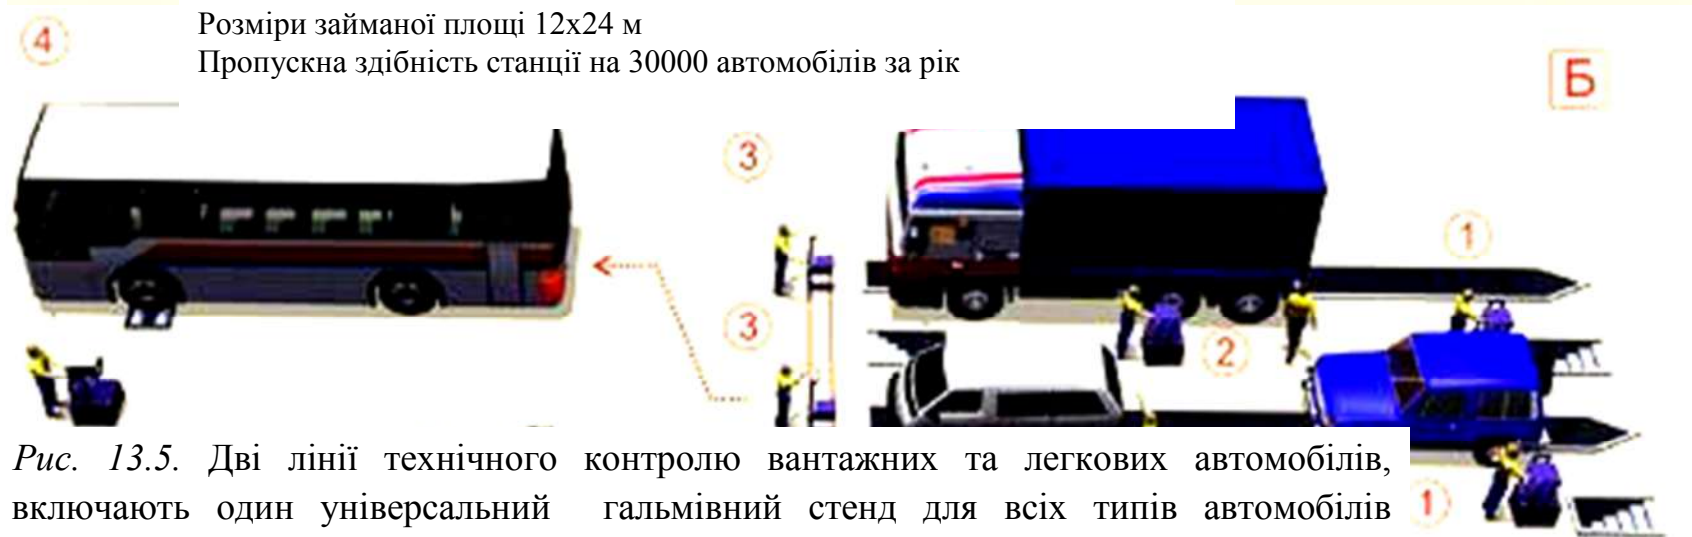 4
Розміри займаної площі 12х24 м
Пропускна здібність станції на 30000 автомобілів за рік
Б
3
1
3
2
Рис. 13.5. Дві лінії технічного контролю вантажних та легкових автомобілів,
включають один універсальний гальмівний стенд для всіх типів автомобілів
1